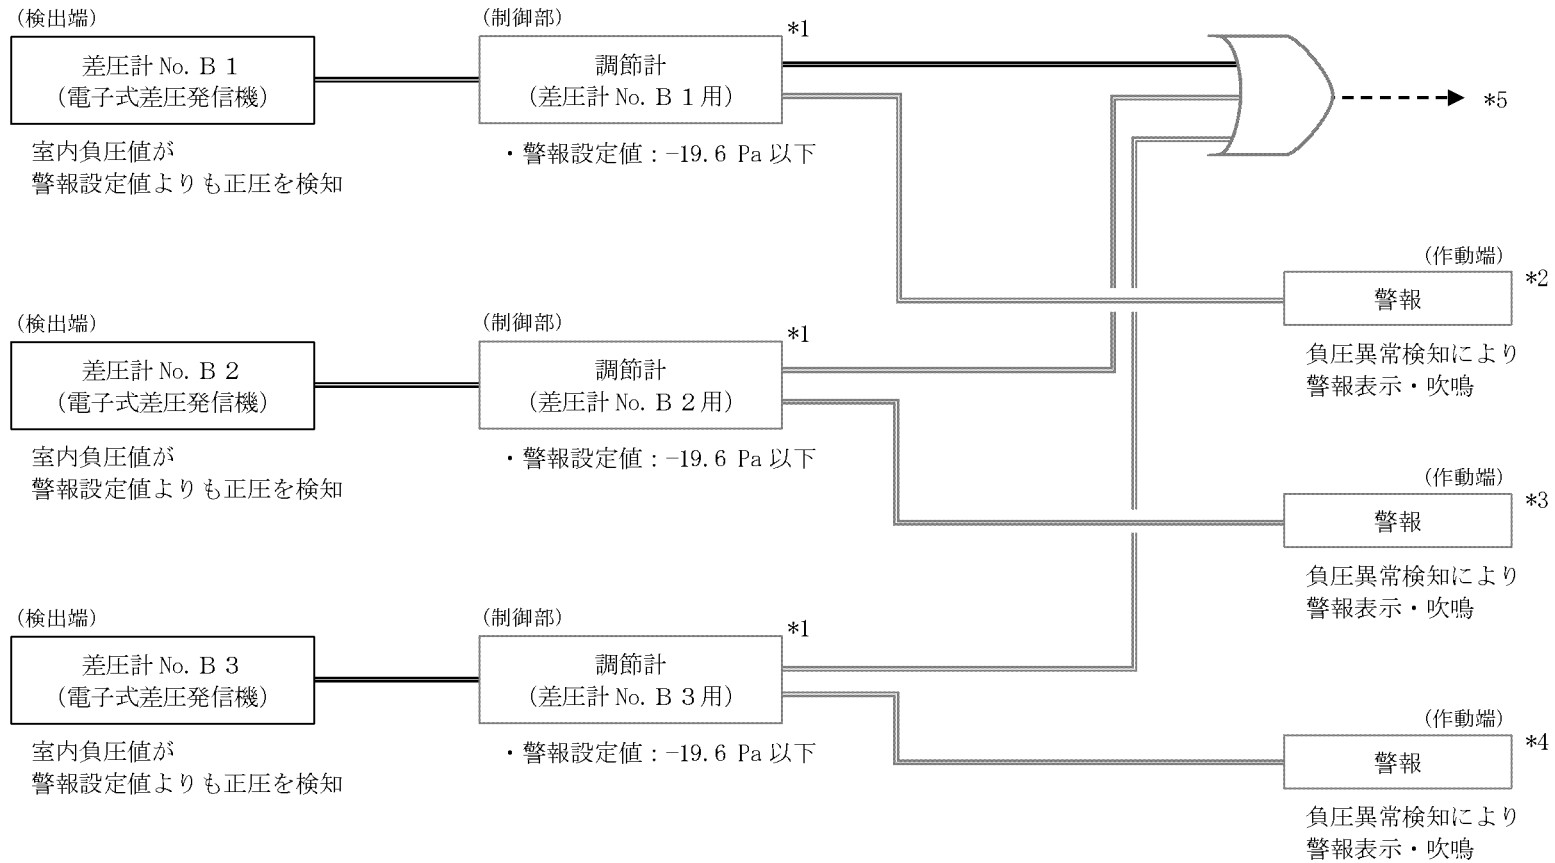 (検出端)
差圧計 No. B 1
(電子式差圧発信機)
室内負圧値が
警報設定値よりも正圧を検知
(制御部)
*1
調節計
(差圧計 No. B 1 用)
・警報設定値：-19.6 Pa 以下
*5
(作動端)
*2
警報
負圧異常検知により
警報表示・吹鳴
(検出端)
差圧計 No. B 2
(電子式差圧発信機)
室内負圧値が
警報設定値よりも正圧を検知
(制御部)
*1
調節計
(差圧計 No. B 2 用)
・警報設定値：-19.6 Pa 以下
(作動端)
*3
警報
負圧異常検知により
警報表示・吹鳴
(検出端)
差圧計 No. B 3
(電子式差圧発信機)
室内負圧値が
警報設定値よりも正圧を検知
(制御部)
*1
調節計
(差圧計 No. B 3 用)
・警報設定値：-19.6 Pa 以下
(作動端)
*4
警報
負圧異常検知により
警報表示・吹鳴